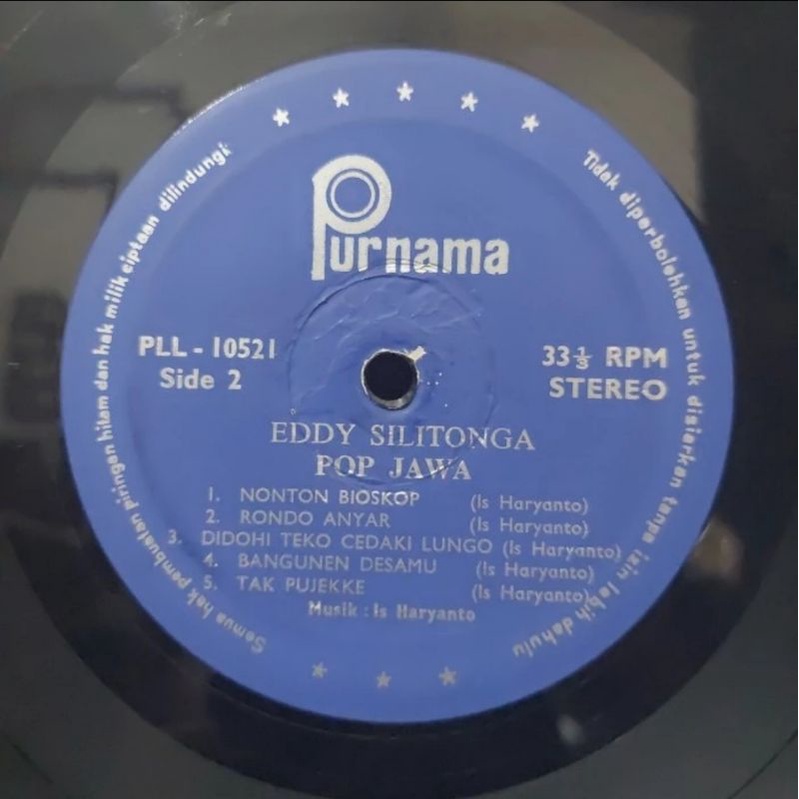 Purnama
PLL - 10521
Side 2
33⅓ RPM
STEREO
EDDY SILITONGA
POP JAWA
1. NONTON BIOSKOP (Is Haryanto)
2. RONDO ANYAR (Is Haryanto)
3. DIDOHI TEKO CEDAKI LUNGO (Is Haryanto)
4. BANGUNEN DESAMU (Is Haryanto)
5. TAK PUJEKKE (Is Haryanto)
Musik : Is Haryanto
Semua hak pembuatan piringan hitam dan hak milik ciptaan dilindungi
Tidak diperbolehkan untuk disiarkan tanpa izin lebih dahulu